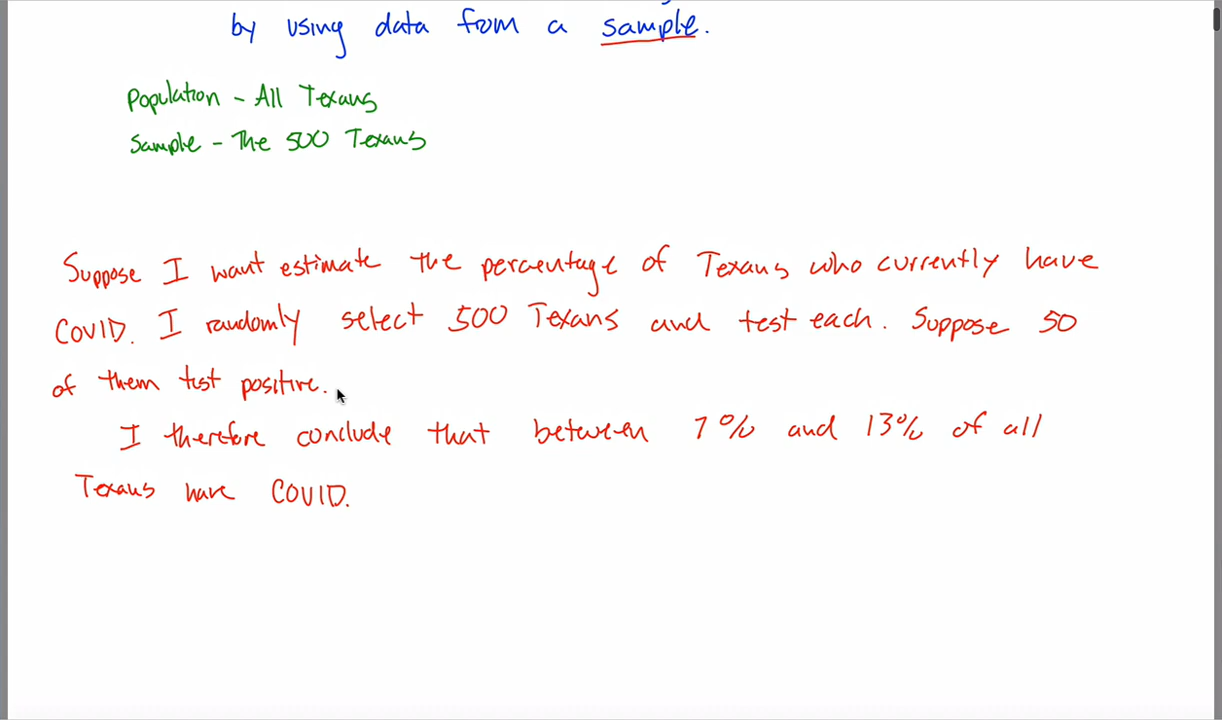 by using data from a sample.
Population - All Texans
Sample - The 500 Texans
Suppose I want estimate the percentage of Texans who currently have
COVID. I randomly select 500 Texans and test each. Suppose 50
of them test positive.
I therefore conclude that between 7% and 13% of all
Texans have COVID.